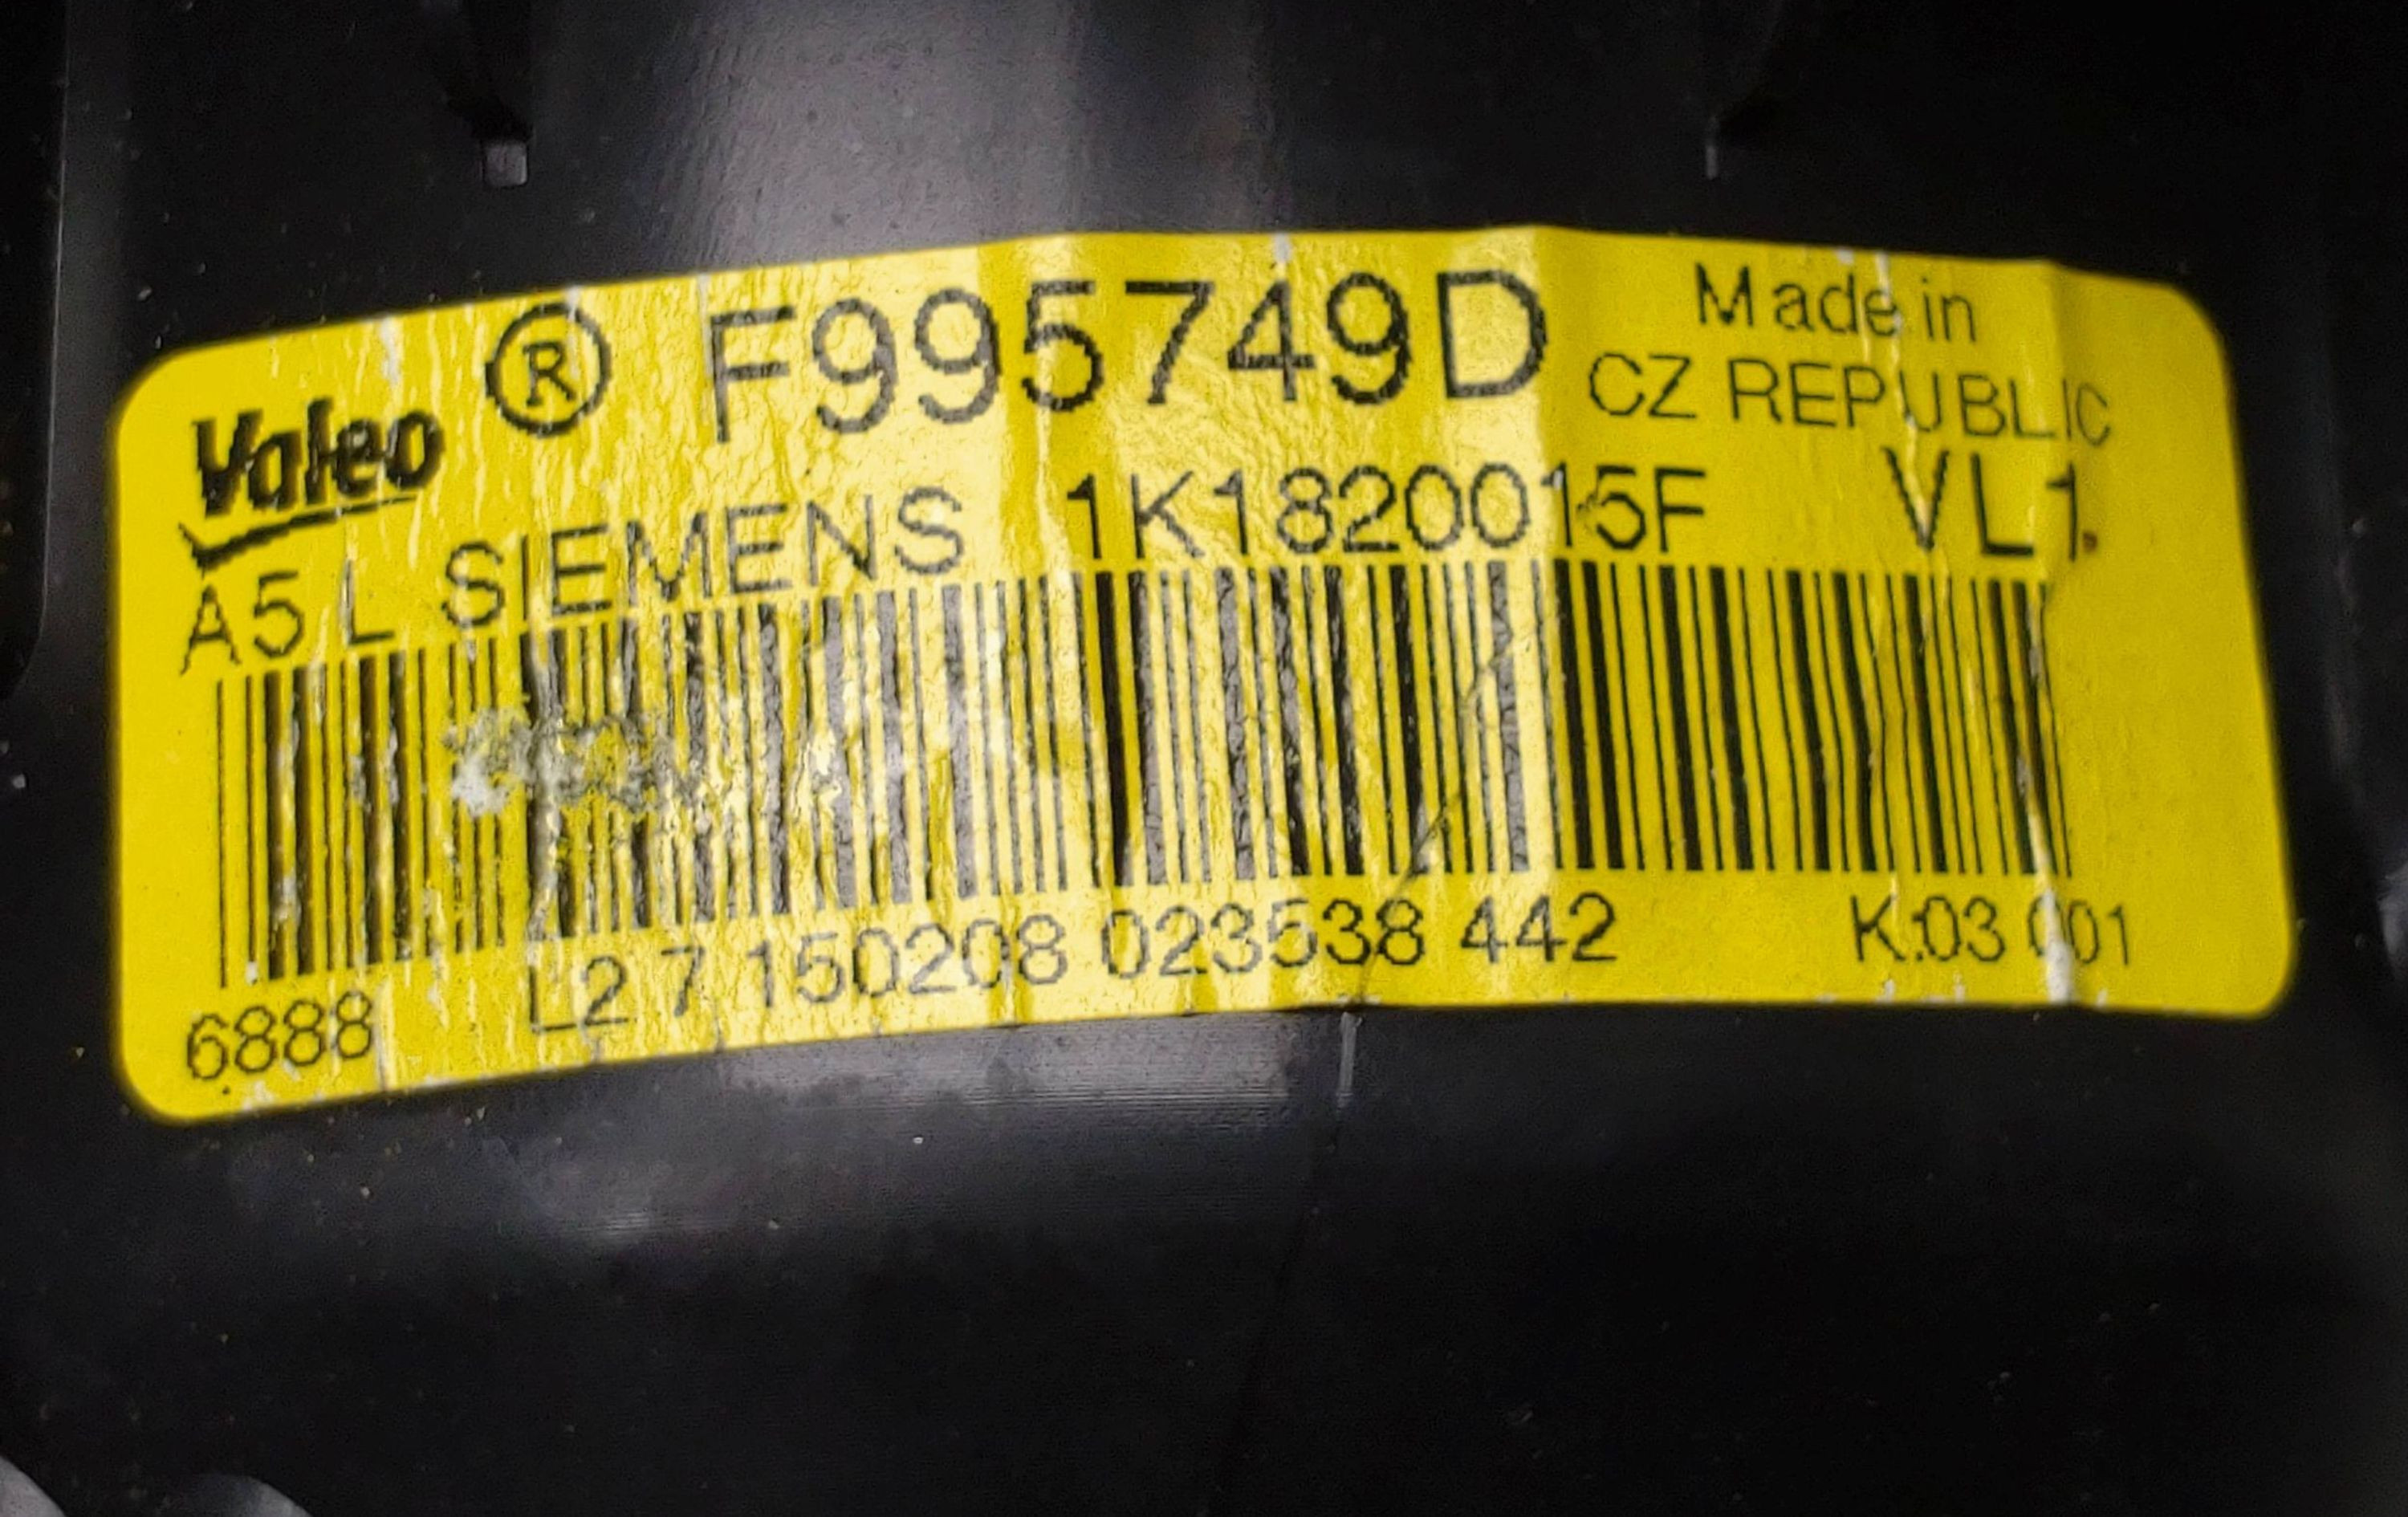 Valeo ® F995749D Made in
CZ REPUBLIC
A5 L SIEMENS 1K1820015F VL1.
6888 L2 7 150208 023538 442 K:03 001